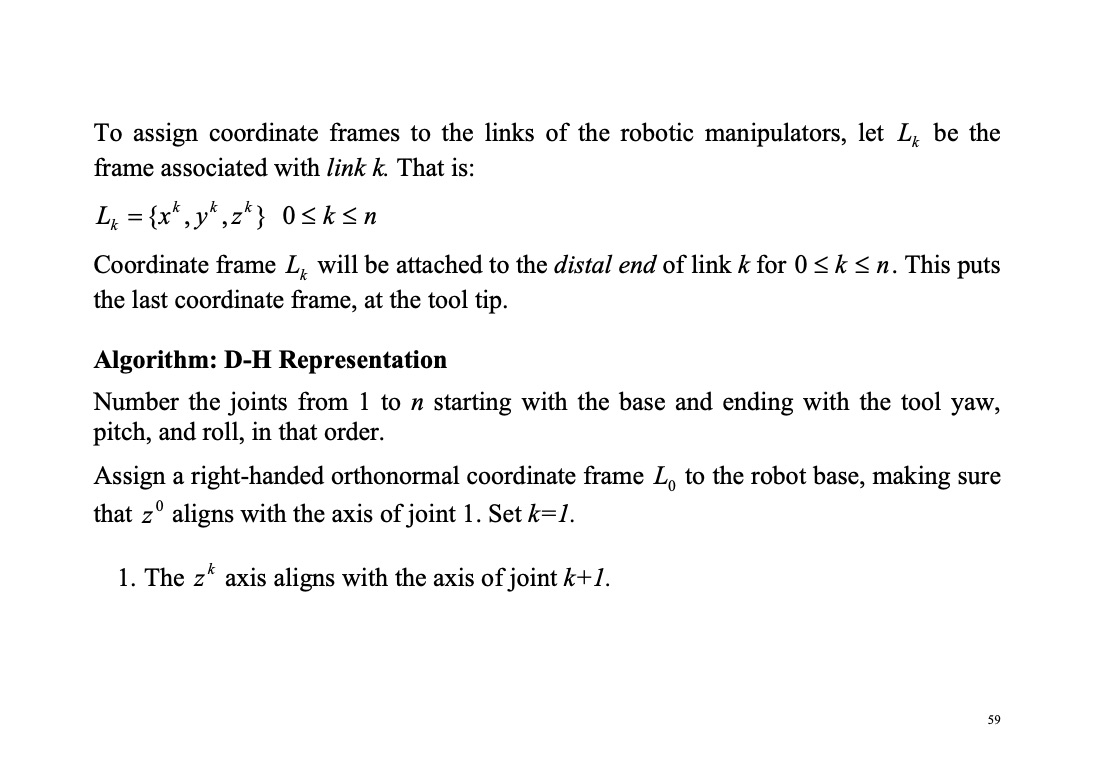 To assign coordinate frames to the links of the robotic manipulators, let Lₖ be the
frame associated with link k. That is:
Lₖ = {xᵏ, yᵏ, zᵏ} 0 ≤ k ≤ n
Coordinate frame Lₖ will be attached to the distal end of link k for 0 ≤ k ≤ n. This puts
the last coordinate frame, at the tool tip.
Algorithm: D-H Representation
Number the joints from 1 to n starting with the base and ending with the tool yaw,
pitch, and roll, in that order.
Assign a right-handed orthonormal coordinate frame L₀ to the robot base, making sure
that z⁰ aligns with the axis of joint 1. Set k=1.
1. The zᵏ axis aligns with the axis of joint k+1.
59